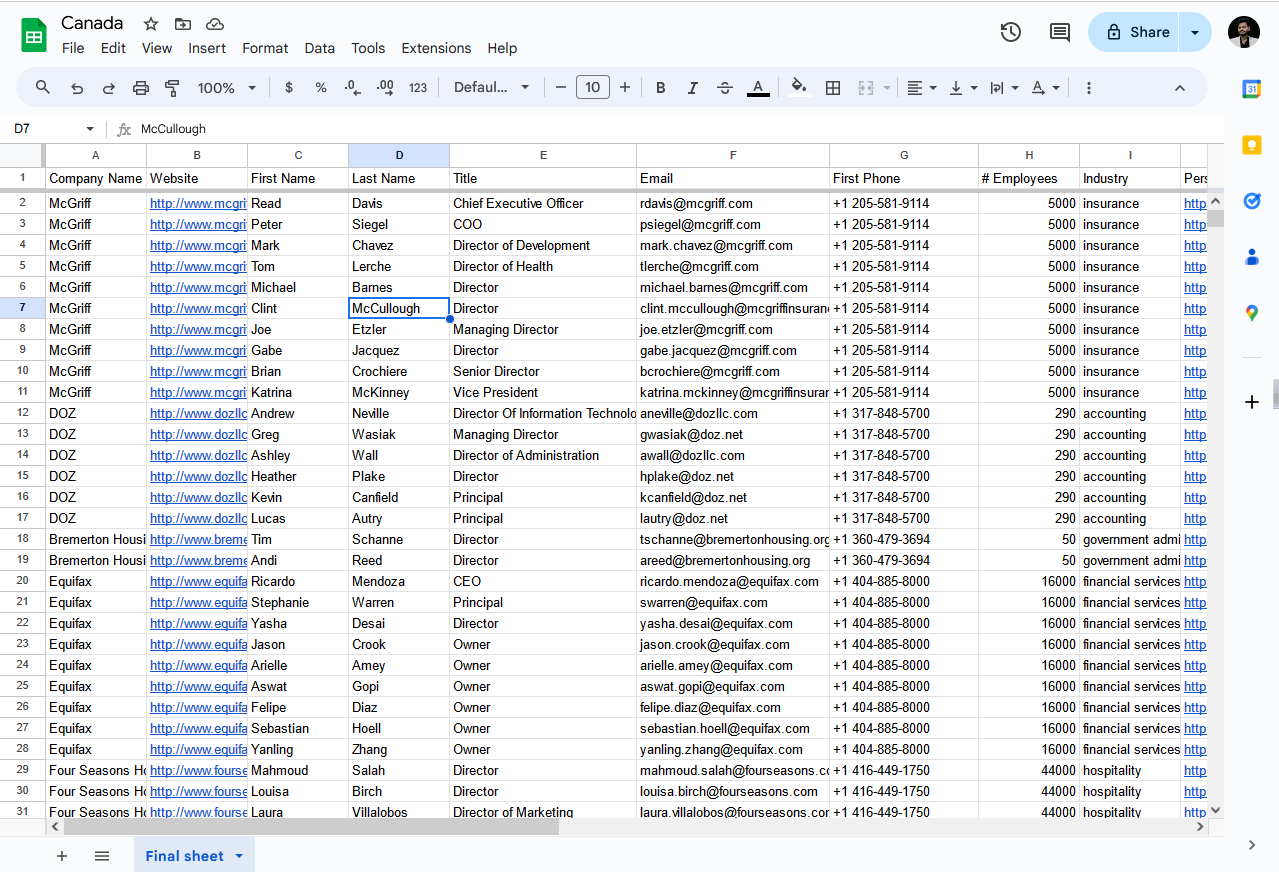 Canada
File Edit View Insert Format Data Tools Extensions Help
Share
100% $ % .0 .00 123 Defaul... 10 B I S A A
D7 fx McCullough
A B C D E F G H I
1 Company Name Website First Name Last Name Title Email First Phone # Employees Industry Pers
2 McGriff http://www.mcgri Read Davis Chief Executive Officer rdavis@mcgriff.com +1 205-581-9114 5000 insurance http
3 McGriff http://www.mcgri Peter Siegel COO psiegel@mcgriff.com +1 205-581-9114 5000 insurance http
4 McGriff http://www.mcgri Mark Chavez Director of Development mark.chavez@mcgriff.com +1 205-581-9114 5000 insurance http
5 McGriff http://www.mcgri Tom Lerche Director of Health tlerche@mcgriff.com +1 205-581-9114 5000 insurance http
6 McGriff http://www.mcgri Michael Barnes Director michael.barnes@mcgriff.com +1 205-581-9114 5000 insurance http
7 McGriff http://www.mcgri Clint McCullough Director clint.mccullough@mcgriffinsuran +1 205-581-9114 5000 insurance http
8 McGriff http://www.mcgri Joe Etzler Managing Director joe.etzler@mcgriff.com +1 205-581-9114 5000 insurance http
9 McGriff http://www.mcgri Gabe Jacquez Director gabe.jacquez@mcgriff.com +1 205-581-9114 5000 insurance http
10 McGriff http://www.mcgri Brian Crochiere Senior Director bcrochiere@mcgriff.com +1 205-581-9114 5000 insurance http
11 McGriff http://www.mcgri Katrina McKinney Vice President katrina.mckinney@mcgriffinsurar +1 205-581-9114 5000 insurance http
12 DOZ http://www.dozllc Andrew Neville Director Of Information Technolo aneville@dozllc.com +1 317-848-5700 290 accounting http
13 DOZ http://www.dozllc Greg Wasiak Managing Director gwasiak@doz.net +1 317-848-5700 290 accounting http
14 DOZ http://www.dozllc Ashley Wall Director of Administration awall@dozllc.com +1 317-848-5700 290 accounting http
15 DOZ http://www.dozllc Heather Plake Director hplake@doz.net +1 317-848-5700 290 accounting http
16 DOZ http://www.dozllc Kevin Canfield Principal kcanfield@doz.net +1 317-848-5700 290 accounting http
17 DOZ http://www.dozllc Lucas Autry Principal lautry@doz.net +1 317-848-5700 290 accounting http
18 Bremerton Housi http://www.breme Tim Schanne Director tschanne@bremertonhousing.org +1 360-479-3694 50 government admi http
19 Bremerton Housi http://www.breme Andi Reed Director areed@bremertonhousing.org +1 360-479-3694 50 government admi http
20 Equifax http://www.equifa Ricardo Mendoza CEO ricardo.mendoza@equifax.com +1 404-885-8000 16000 financial services http
21 Equifax http://www.equifa Stephanie Warren Principal swarren@equifax.com +1 404-885-8000 16000 financial services http
22 Equifax http://www.equifa Yasha Desai Director yasha.desai@equifax.com +1 404-885-8000 16000 financial services http
23 Equifax http://www.equifa Jason Crook Owner jason.crook@equifax.com +1 404-885-8000 16000 financial services http
24 Equifax http://www.equifa Arielle Amey Owner arielle.amey@equifax.com +1 404-885-8000 16000 financial services http
25 Equifax http://www.equifa Aswat Gopi Owner aswat.gopi@equifax.com +1 404-885-8000 16000 financial services http
26 Equifax http://www.equifa Felipe Diaz Owner felipe.diaz@equifax.com +1 404-885-8000 16000 financial services http
27 Equifax http://www.equifa Sebastian Hoell Owner sebastian.hoell@equifax.com +1 404-885-8000 16000 financial services http
28 Equifax http://www.equifa Yanling Zhang Owner yanling.zhang@equifax.com +1 404-885-8000 16000 financial services http
29 Four Seasons Ho http://www.fourse Mahmoud Salah Director mahmoud.salah@fourseasons.co +1 416-449-1750 44000 hospitality http
30 Four Seasons Ho http://www.fourse Louisa Birch Director louisa.birch@fourseasons.com +1 416-449-1750 44000 hospitality http
31 Four Seasons Ho http://www.fourse Laura Villalobos Director of Marketing laura.villalobos@fourseasons.cor +1 416-449-1750 44000 hospitality http
Final sheet
31